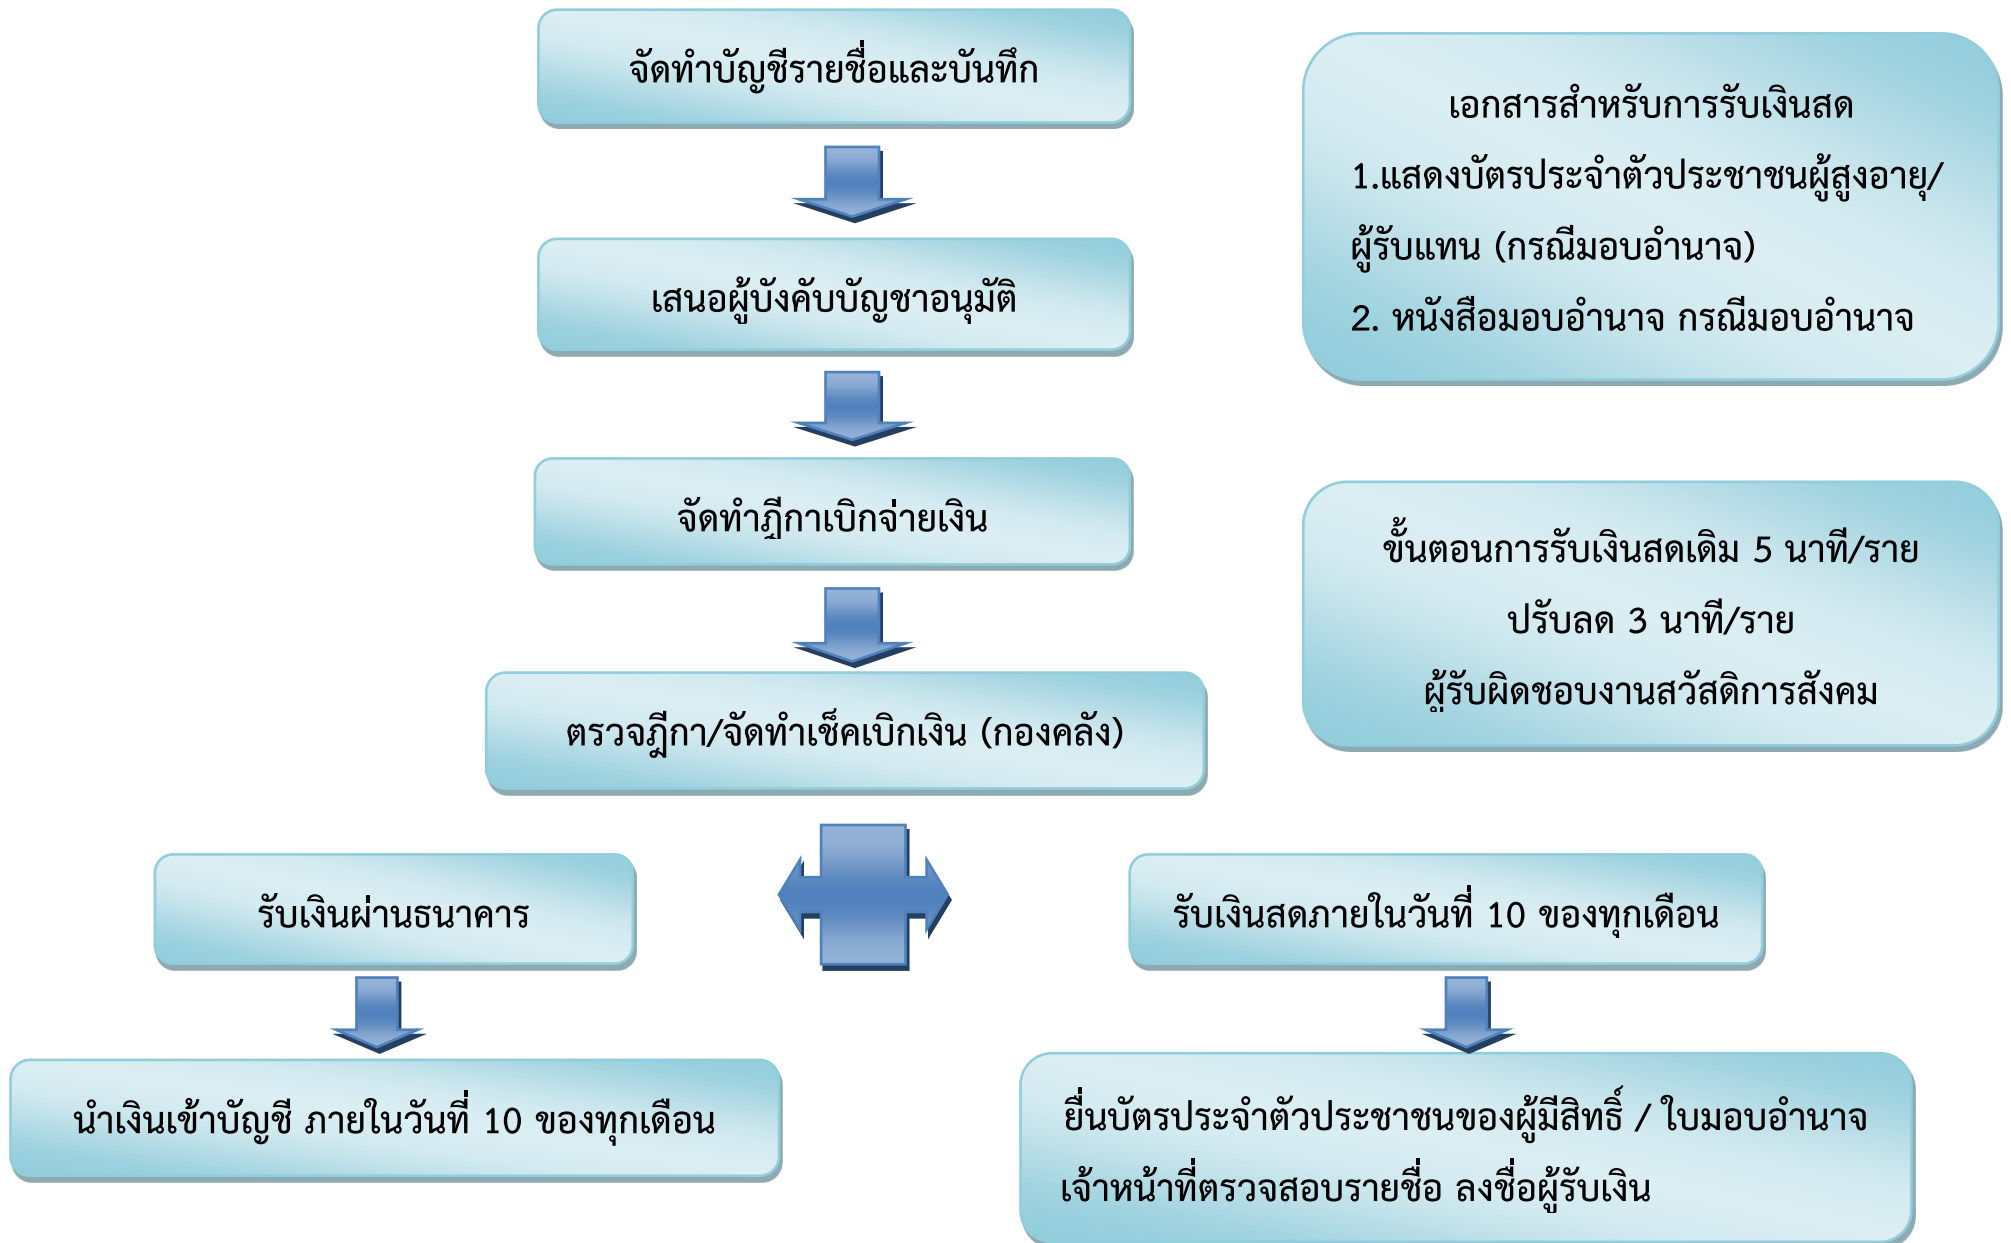 จัดทำบัญชีรายชื่อและบันทึก
เสนอผู้บังคับบัญชาอนุมัติ
จัดทำฎีกาเบิกจ่ายเงิน
ตรวจฎีกา/จัดทำเช็คเบิกเงิน (กองคลัง)
รับเงินผ่านธนาคาร
นำเงินเข้าบัญชี ภายในวันที่ 10 ของทุกเดือน
รับเงินสดภายในวันที่ 10 ของทุกเดือน
ยื่นบัตรประจำตัวประชาชนของผู้มีสิทธิ์ / ใบมอบอำนาจ
เจ้าหน้าที่ตรวจสอบรายชื่อ ลงชื่อผู้รับเงิน
เอกสารสำหรับการรับเงินสด
1.แสดงบัตรประจำตัวประชาชนผู้สูงอายุ/
ผู้รับแทน (กรณีมอบอำนาจ)
2. หนังสือมอบอำนาจ กรณีมอบอำนาจ
ขั้นตอนการรับเงินสดเดิม 5 นาที/ราย
ปรับลด 3 นาที/ราย
ผู้รับผิดชอบงานสวัสดิการสังคม